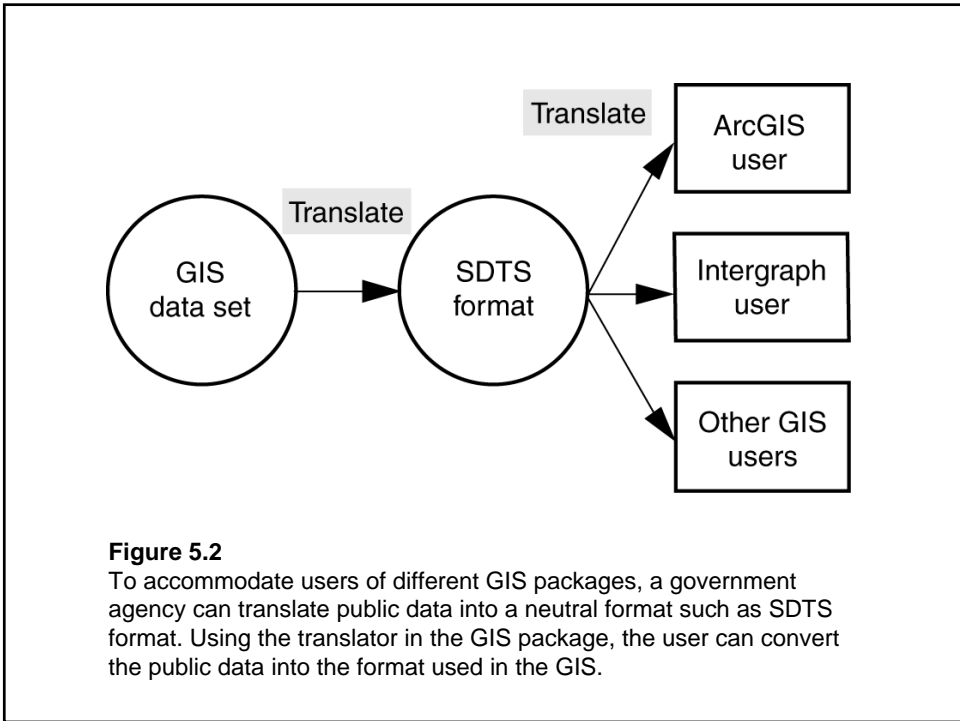 Translate
ArcGIS
user
Translate
GIS
data set
SDTS
format
Intergraph
user
Other GIS
users
Figure 5.2
To accommodate users of different GIS packages, a government
agency can translate public data into a neutral format such as SDTS
format. Using the translator in the GIS package, the user can convert
the public data into the format used in the GIS.